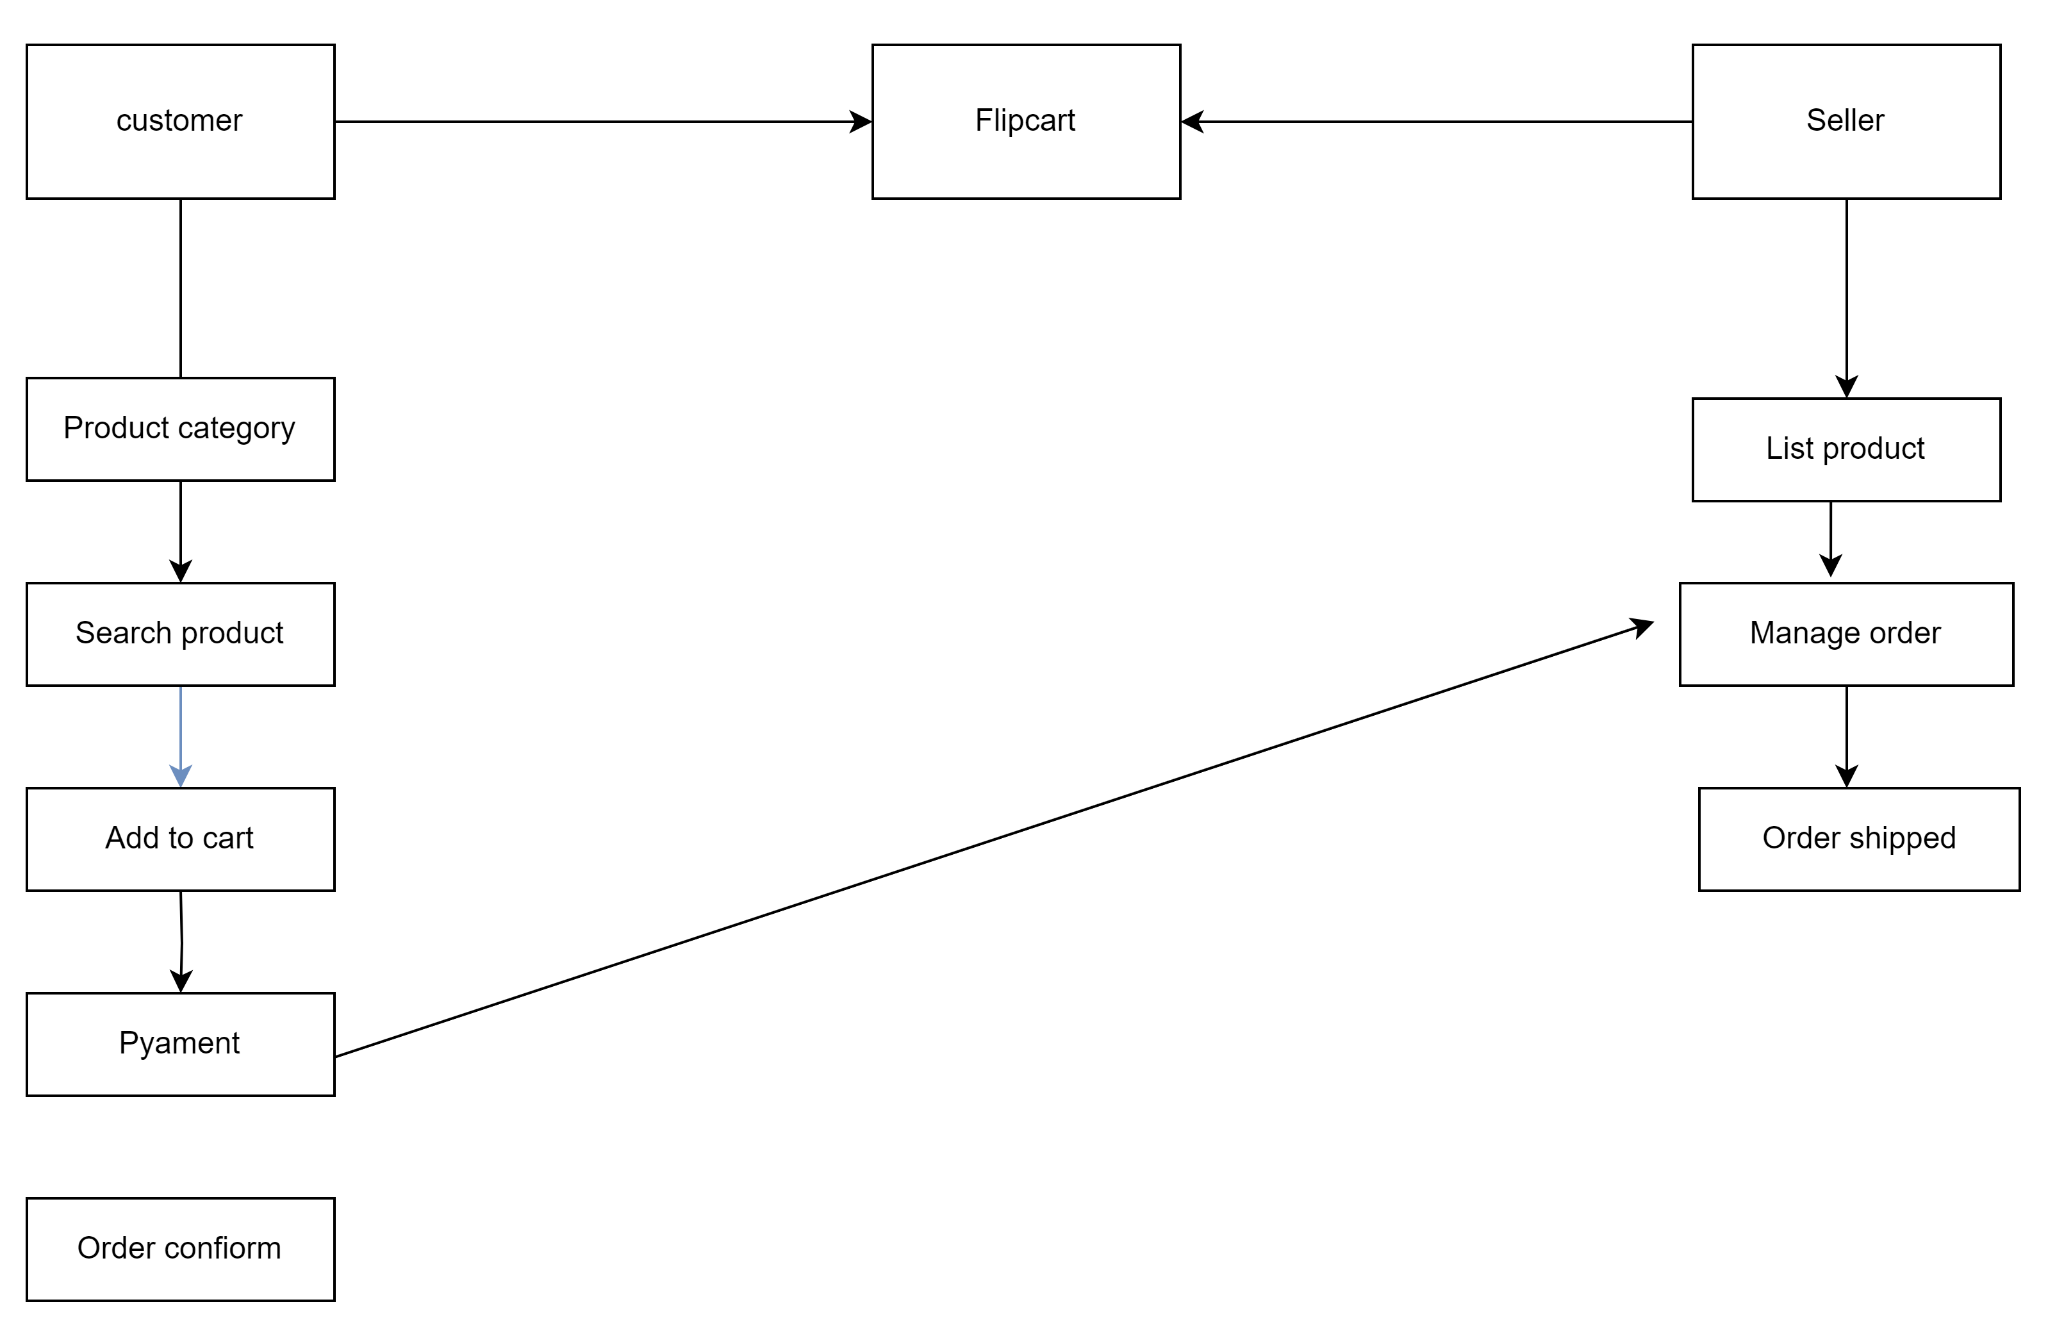 customer
Flipcart
Seller
Product category
List product
Search product
Manage order
Add to cart
Order shipped
Pyament
Order confiorm